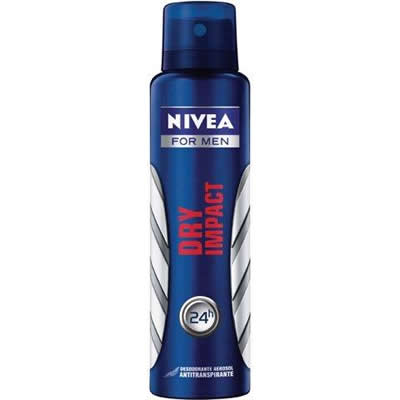 NIVEA
FOR MEN
DRY
IMPACT
24h
DESODORANTE AEROSOL
ANTITRANSPIRANTE